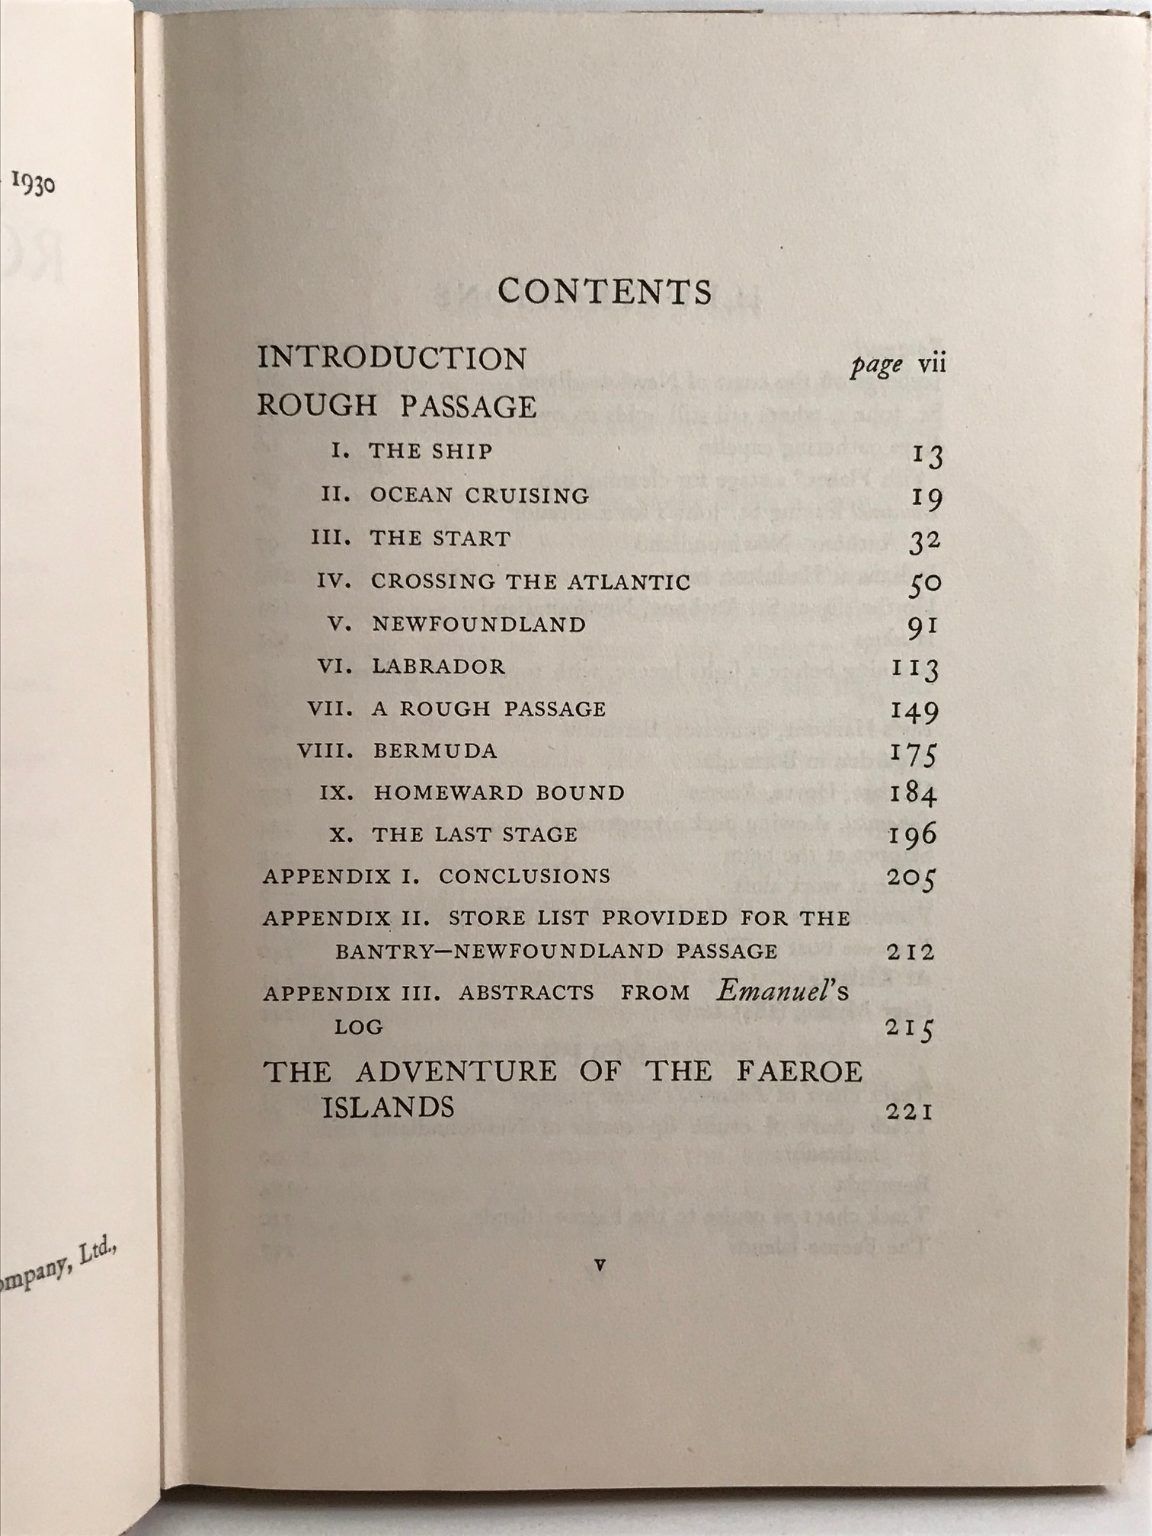 1930
Ltd.,
CONTENTS
INTRODUCTION page vii
ROUGH PASSAGE
I. THE SHIP 13
II. OCEAN CRUISING 19
III. THE START 32
IV. CROSSING THE ATLANTIC 50
V. NEWFOUNDLAND 91
VI. LABRADOR 113
VII. A ROUGH PASSAGE 149
VIII. BERMUDA 175
IX. HOMEWARD BOUND 184
X. THE LAST STAGE 196
APPENDIX I. CONCLUSIONS 205
APPENDIX II. STORE LIST PROVIDED FOR THE
BANTRY—NEWFOUNDLAND PASSAGE 212
APPENDIX III. ABSTRACTS FROM Emanuel's
LOG 215
THE ADVENTURE OF THE FAEROE
ISLANDS 221
v